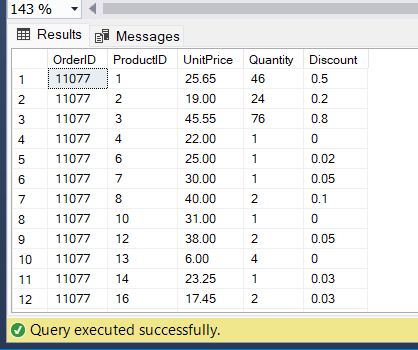 143 %
Results Messages
OrderID ProductID UnitPrice Quantity Discount
1 11077 1 25.65 46 0.5
2 11077 2 19.00 24 0.2
3 11077 3 45.55 76 0.8
4 11077 4 22.00 1 0
5 11077 6 25.00 1 0.02
6 11077 7 30.00 1 0.05
7 11077 8 40.00 2 0.1
8 11077 10 31.00 1 0
9 11077 12 38.00 2 0.05
10 11077 13 6.00 4 0
11 11077 14 23.25 1 0.03
12 11077 16 17.45 2 0.03
Query executed successfully.